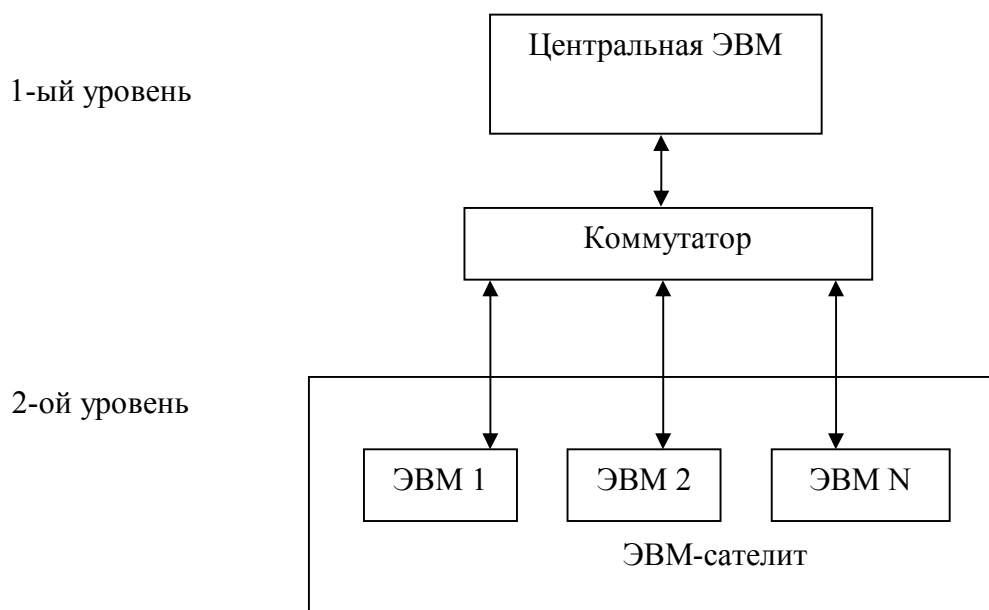 Центральная ЭВМ
1-ый уровень
Коммутатор
2-ой уровень
ЭВМ 1
ЭВМ 2
ЭВМ N
ЭВМ-сателит